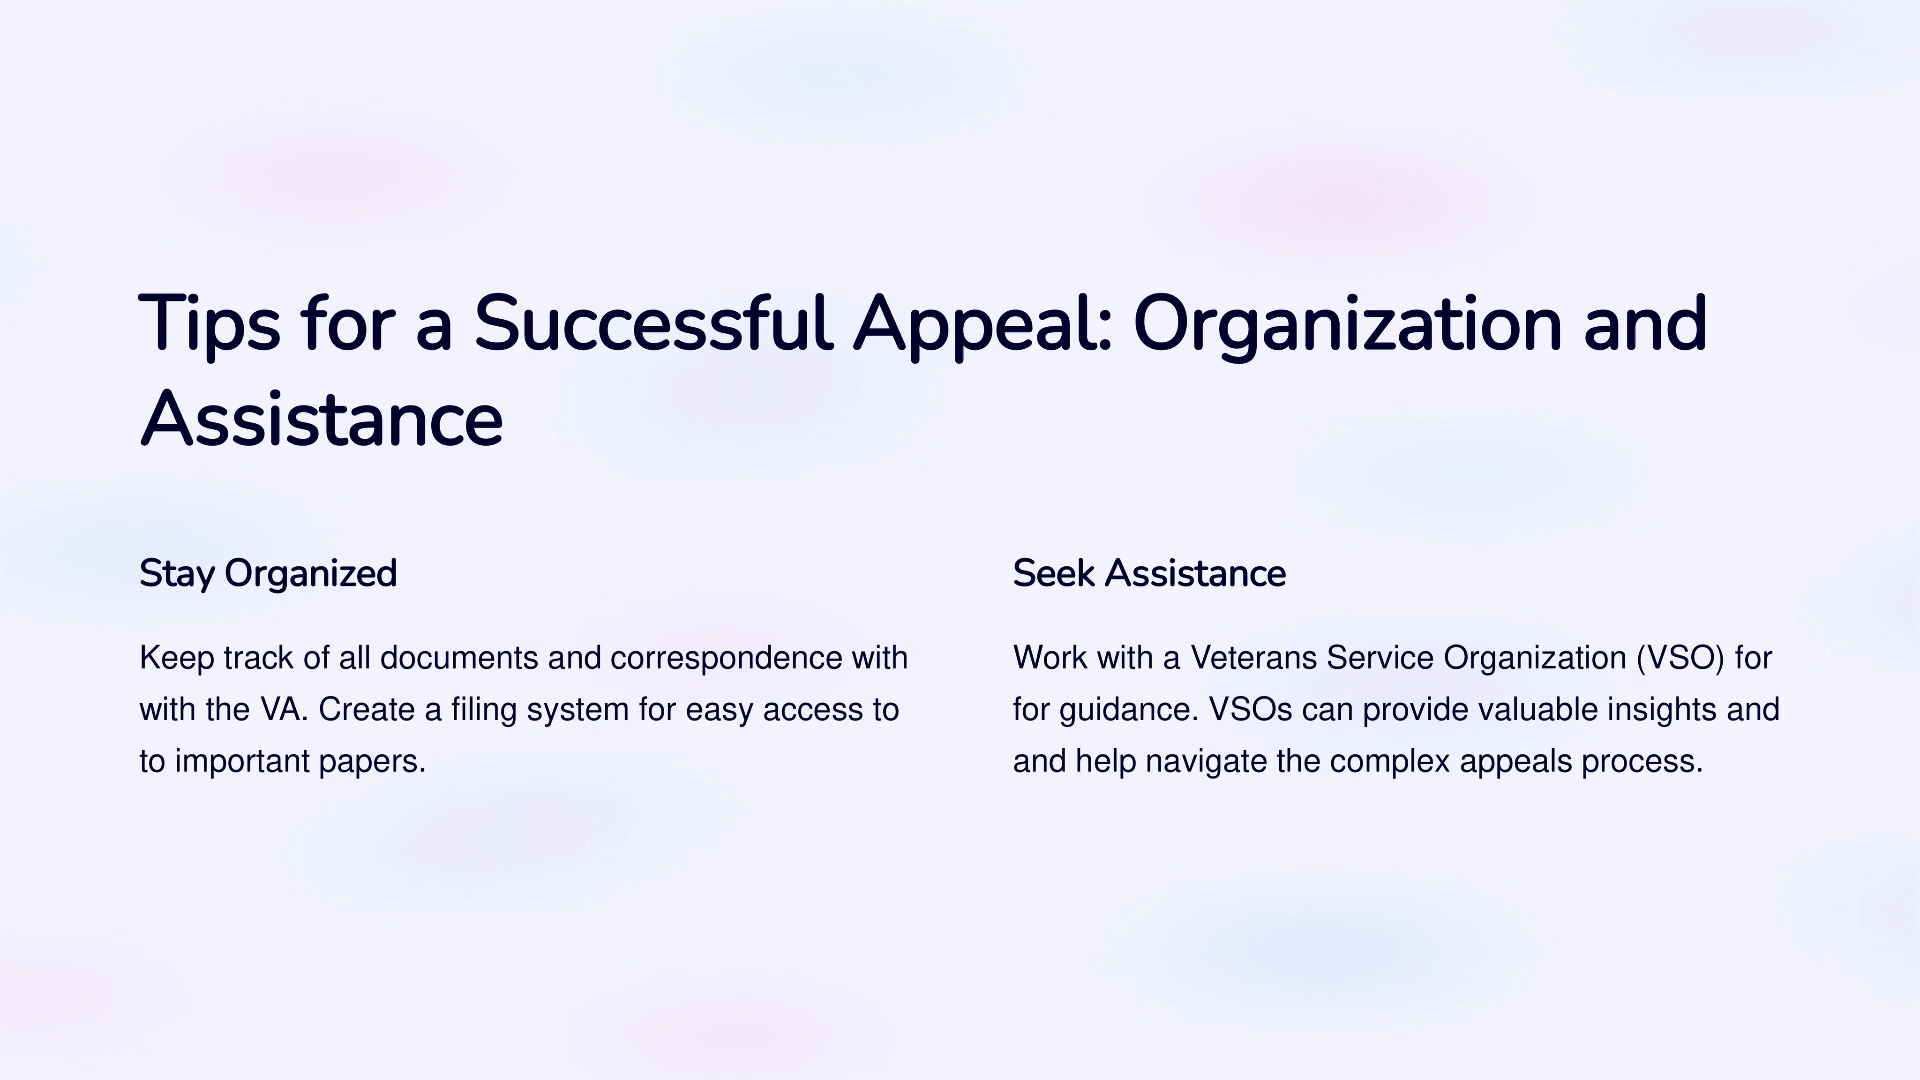 Tips for a Successful Appeal: Organization and
Assistance
Stay Organized
Keep track of all documents and correspondence with
with the VA. Create a filing system for easy access to
to important papers.
Seek Assistance
Work with a Veterans Service Organization (VSO) for
for guidance. VSOs can provide valuable insights and
and help navigate the complex appeals process.